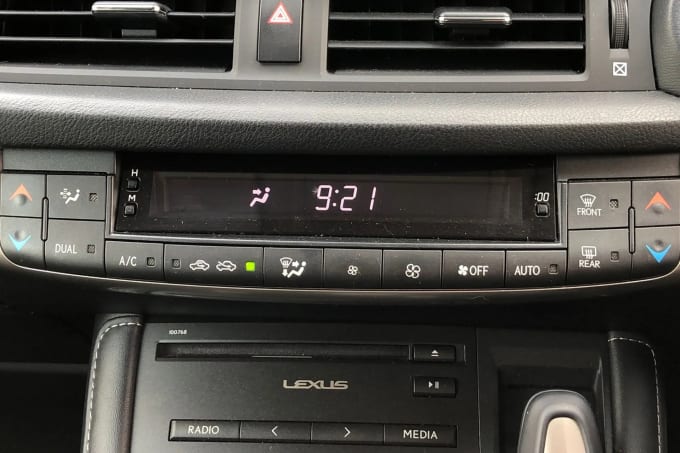 H
M
9:21
:00
FRONT
DUAL
A/C
OFF
AUTO
REAR
100768
LEXUS
RADIO
MEDIA